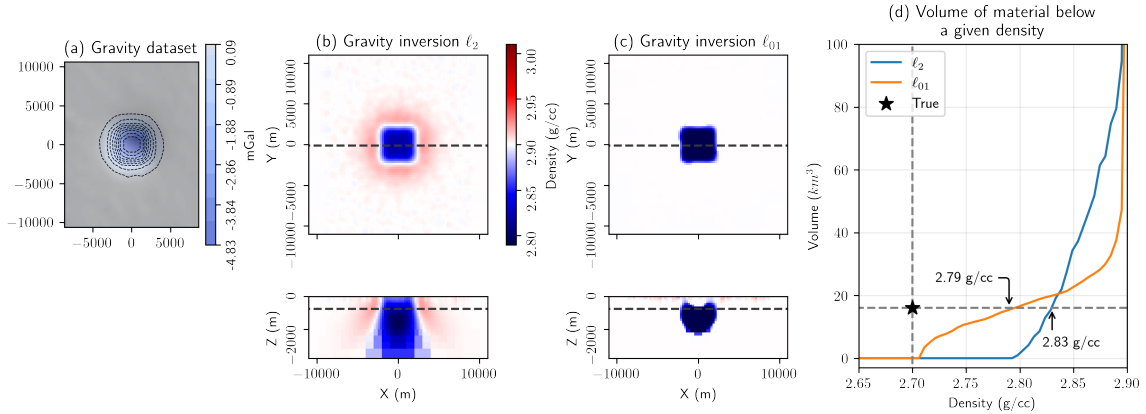 (a) Gravity dataset
10000
5000
0
−5000
−10000
−5000 0 5000
0.09
-0.89
-1.88
-2.86
-3.84
-4.83
mGal
(b) Gravity inversion ℓ2
Y (m)
10000
5000
0
−5000
−10000
Z (m)
0
−2000
−10000 0 10000
X (m)
3.00
2.95
2.90
2.85
2.80
Density (g/cc)
(c) Gravity inversion ℓ01
Y (m)
10000
5000
0
−5000
−10000
Z (m)
0
−2000
−10000 0 10000
X (m)
(d) Volume of material below
a given density
ℓ2
ℓ01
True
Volume (km³)
100
80
60
40
20
0
2.79 g/cc
2.83 g/cc
2.65 2.70 2.75 2.80 2.85 2.90
Density (g/cc)